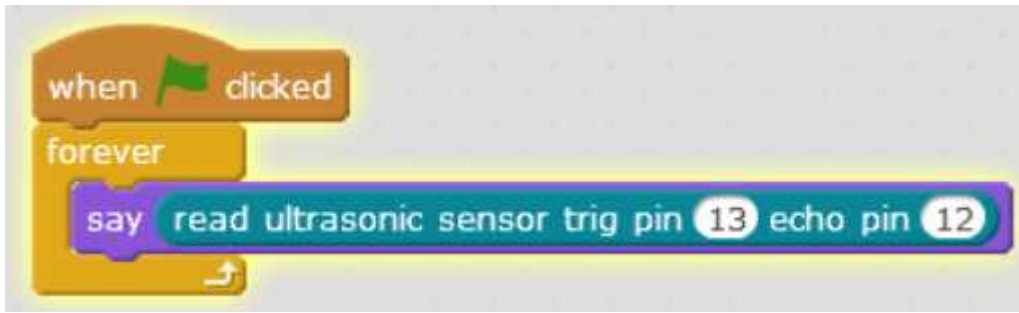 when clicked
forever
say read ultrasonic sensor trig pin 13 echo pin 12